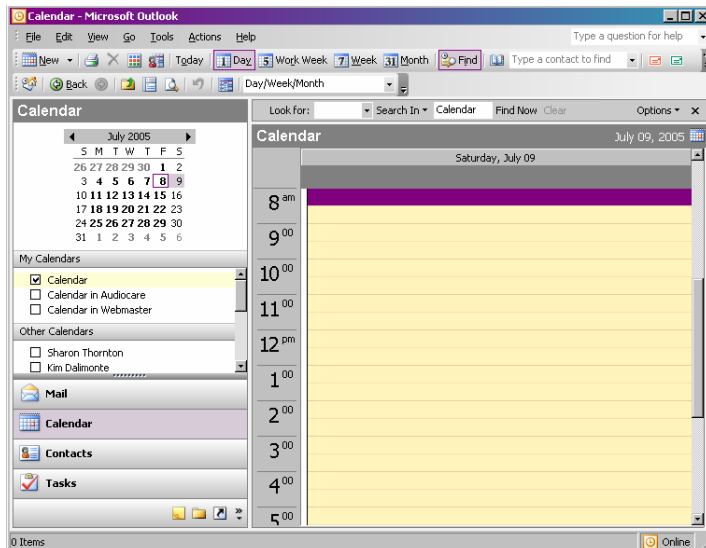 Calendar - Microsoft Outlook
File Edit View Go Tools Actions Help Type a question for help
New Today 1 Day 5 Work Week 7 Week 31 Month Find Type a contact to find
Back Day/Week/Month
Calendar
July 2005
S M T W T F S
26 27 28 29 30 1 2
3 4 5 6 7 8 9
10 11 12 13 14 15 16
17 18 19 20 21 22 23
24 25 26 27 28 29 30
31 1 2 3 4 5 6
My Calendars
Calendar
Calendar in Audiocare
Calendar in Webmaster
Other Calendars
Sharon Thornton
Kim Dalimonte
Mail
Calendar
Contacts
Tasks
Look for: Search In Calendar Find Now Clear Options
Calendar July 09, 2005
Saturday, July 09
8 am
9 00
10 00
11 00
12 pm
1 00
2 00
3 00
4 00
5 00
0 Items Online